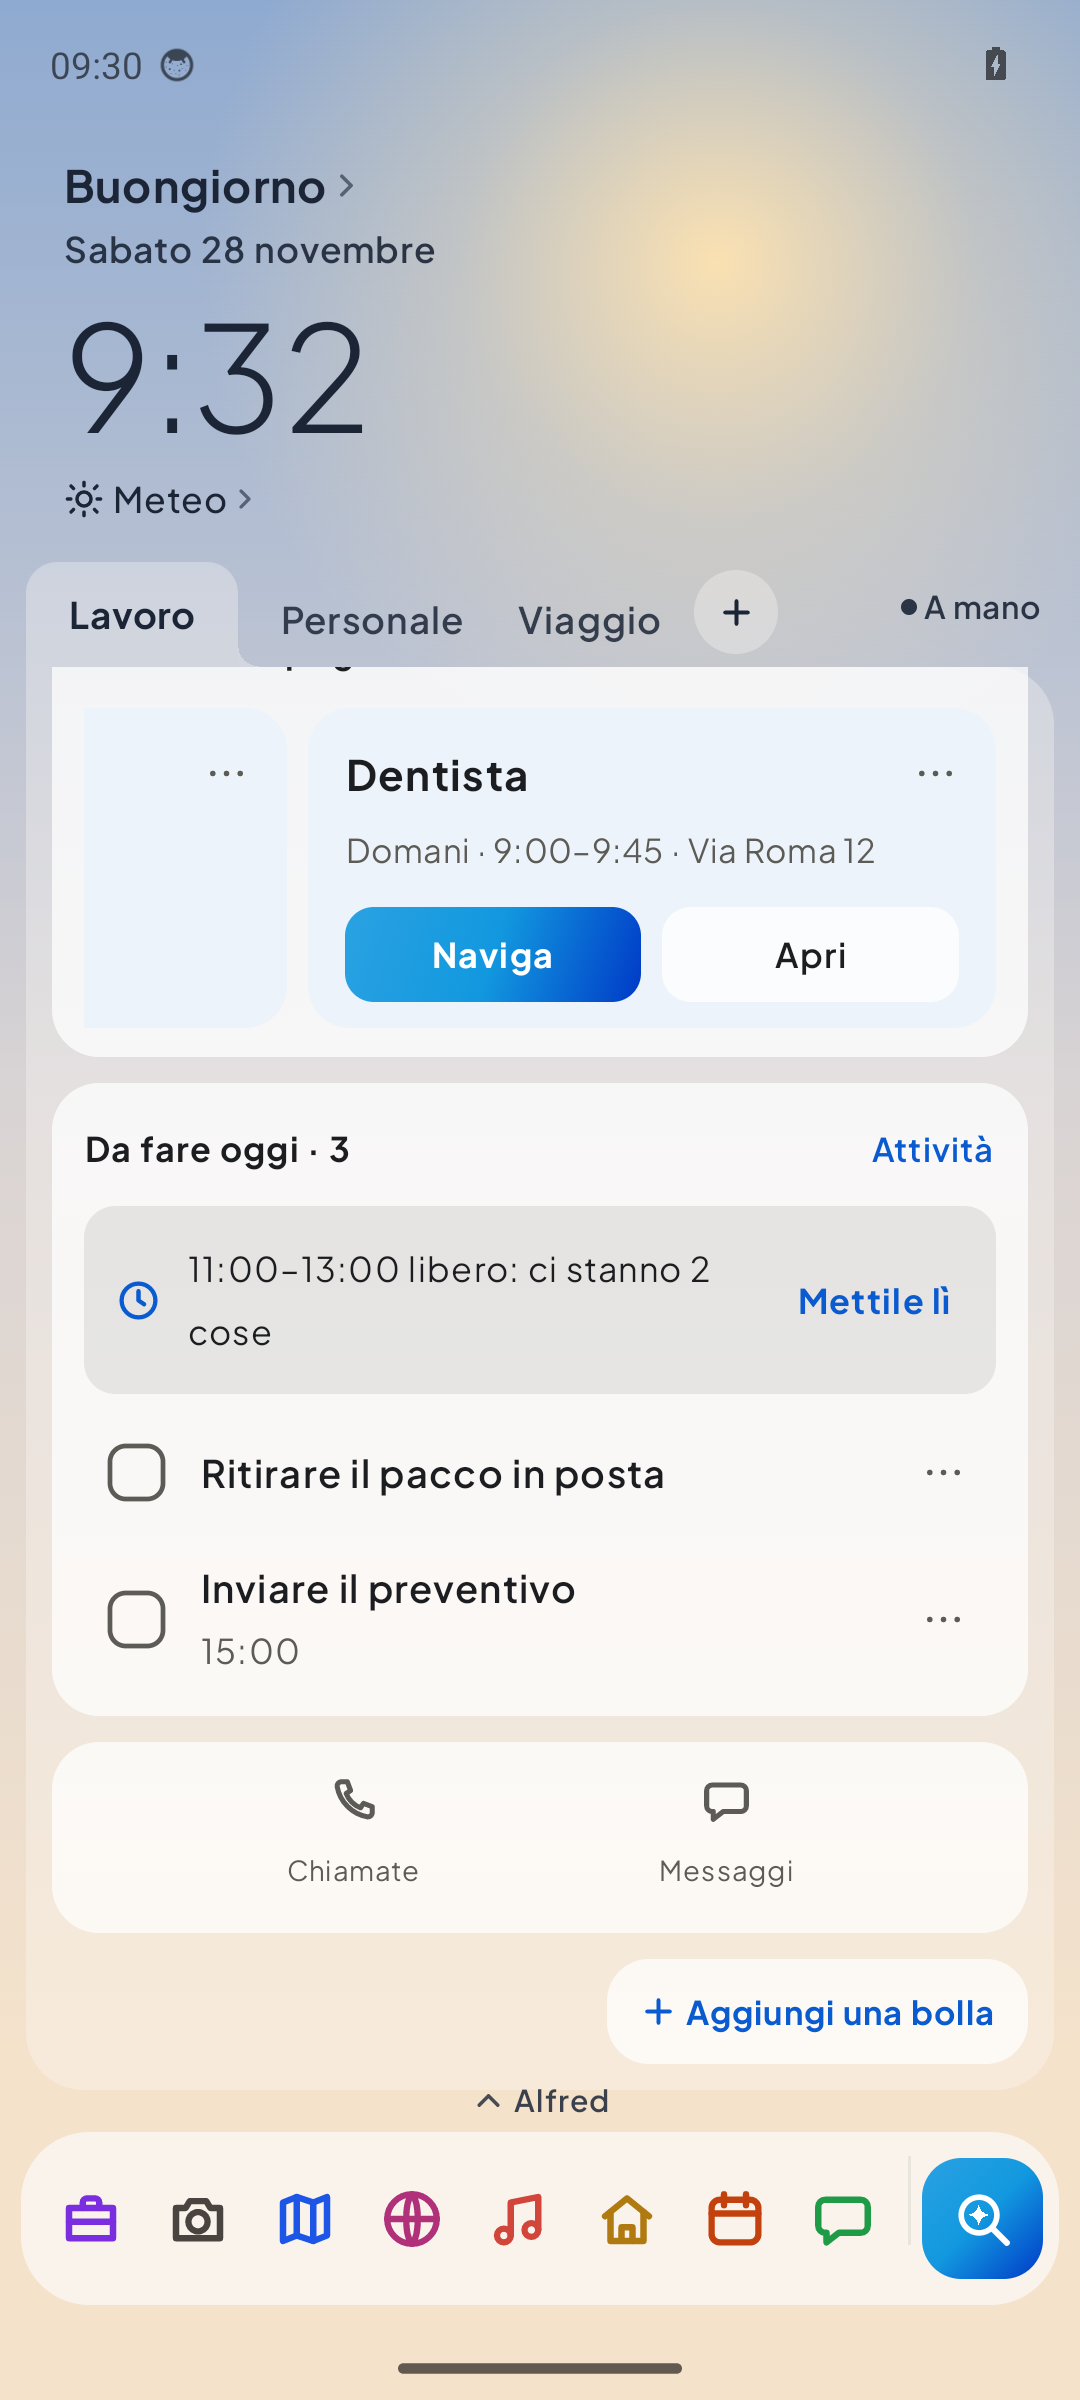 09:30
Buongiorno
Sabato 28 novembre
9:32
Meteo
Lavoro
Personale
Viaggio
A mano
Dentista
Domani · 9:00–9:45 · Via Roma 12
Naviga
Apri
Da fare oggi · 3
Attività
11:00–13:00 libero: ci stanno 2
cose
Mettile lì
Ritirare il pacco in posta
Inviare il preventivo
15:00
Chiamate
Messaggi
+ Aggiungi una bolla
Alfred